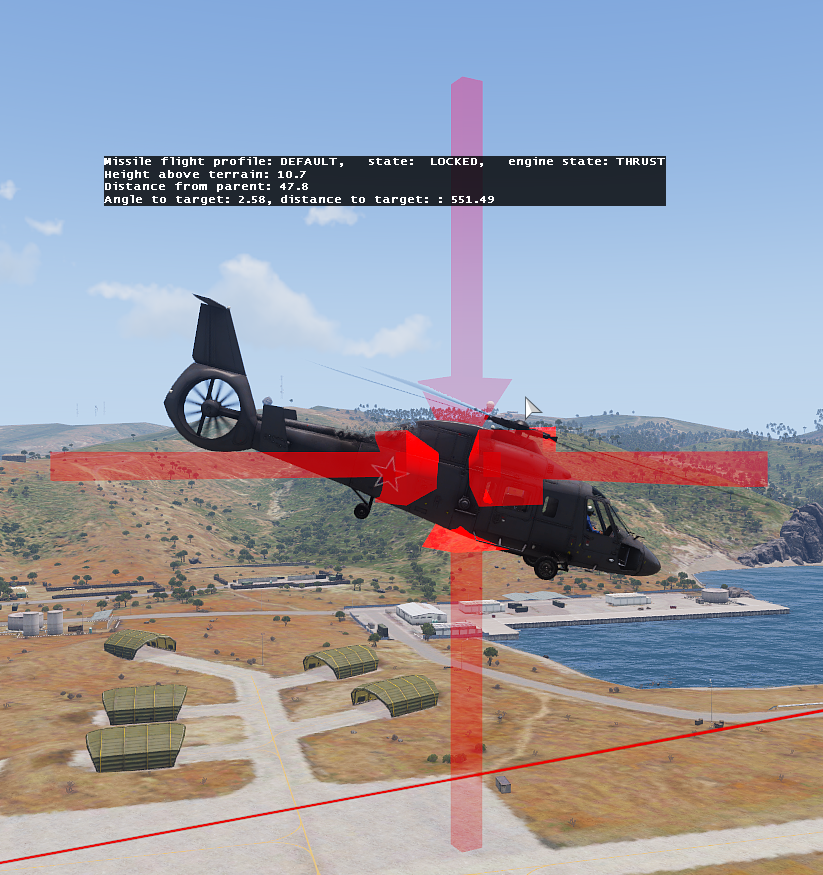 Missile flight profile: DEFAULT, state: LOCKED, engine state: THRUST
Height above terrain: 10.7
Distance from parent: 47.8
Angle to target: 2.58, distance to target: : 551.49